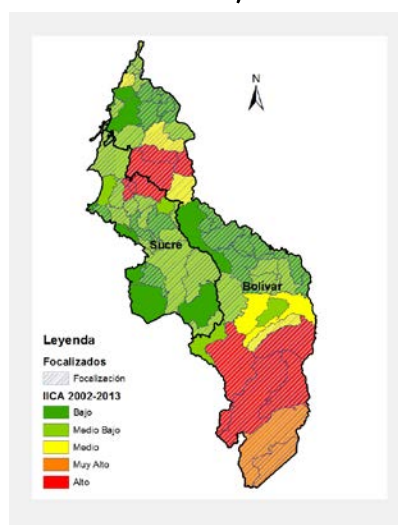 N
Sucre
Bolívar
Leyenda
Focalizados
Focalización
IICA 2002-2013
Bajo
Medio Bajo
Medio
Muy Alto
Alto